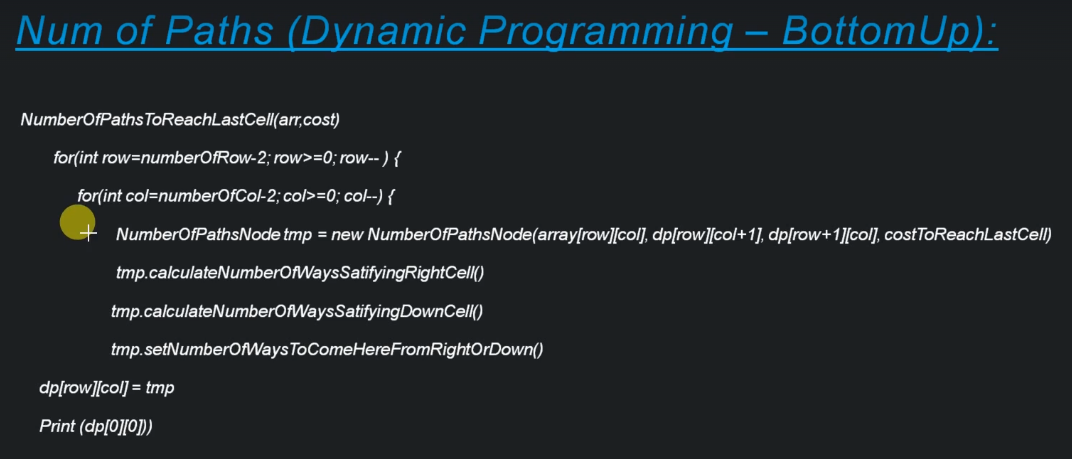 Num of Paths (Dynamic Programming – BottomUp):
NumberOfPathsToReachLastCell(arr,cost)
for(int row=numberOfRow-2; row>=0; row-- ) {
for(int col=numberOfCol-2; col>=0; col--) {
NumberOfPathsNode tmp = new NumberOfPathsNode(array[row][col], dp[row][col+1], dp[row+1][col], costToReachLastCell)
tmp.calculateNumberOfWaysSatifyingRightCell()
tmp.calculateNumberOfWaysSatifyingDownCell()
tmp.setNumberOfWaysToComeHereFromRightOrDown()
dp[row][col] = tmp
Print (dp[0][0]))